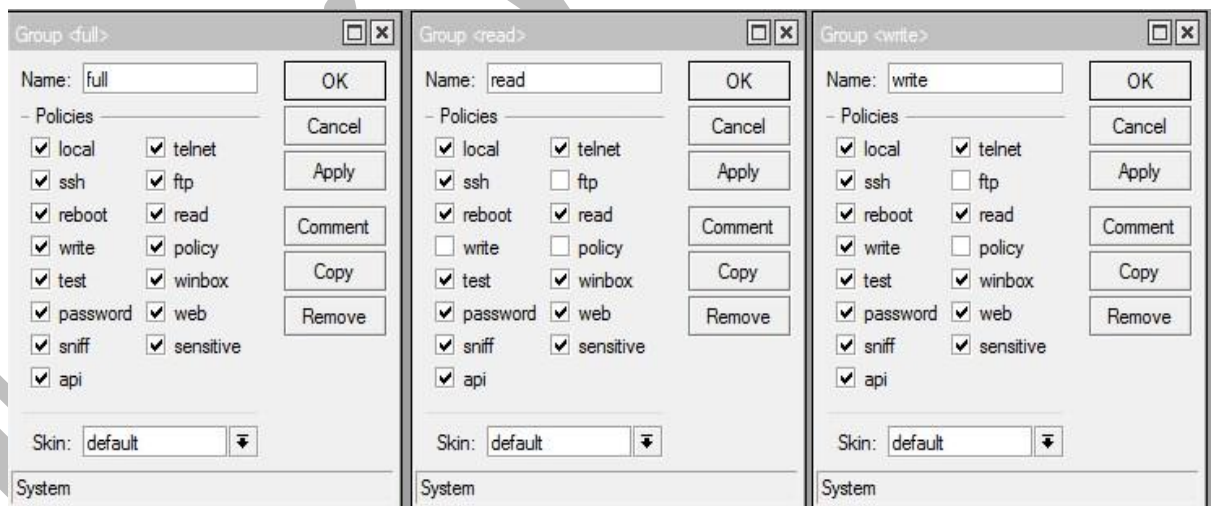 Group <full>
Name: full
OK
Policies
Cancel
local telnet
ssh ftp
Apply
reboot read
Comment
write policy
test winbox
Copy
password web
Remove
sniff sensitive
api
Skin: default
System
Group <read>
Name: read
OK
Policies
Cancel
local telnet
ssh ftp
Apply
reboot read
Comment
write policy
test winbox
Copy
password web
Remove
sniff sensitive
api
Skin: default
System
Group <write>
Name: write
OK
Policies
Cancel
local telnet
ssh ftp
Apply
reboot read
Comment
write policy
test winbox
Copy
password web
Remove
sniff sensitive
api
Skin: default
System